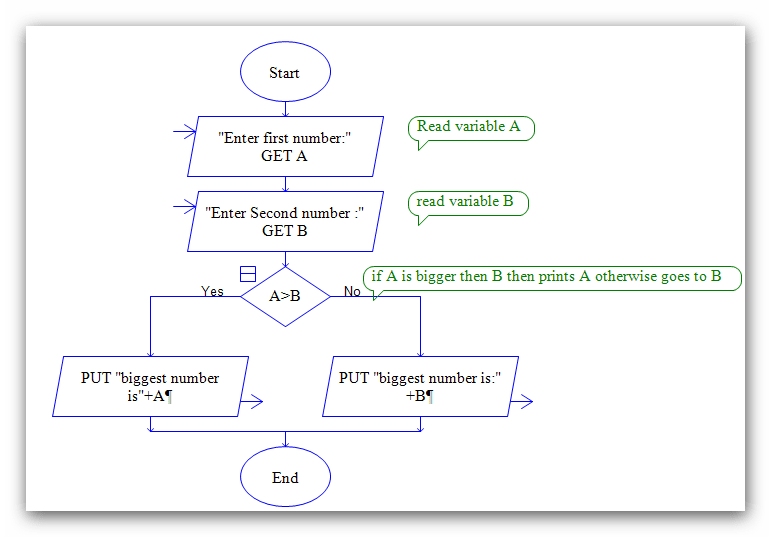 Start
"Enter first number:"
GET A
Read variable A
"Enter Second number :"
GET B
read variable B
if A is bigger then B then prints A otherwise goes to B
Yes
A>B
No
PUT "biggest number
is"+A¶
PUT "biggest number is:"
+B¶
End